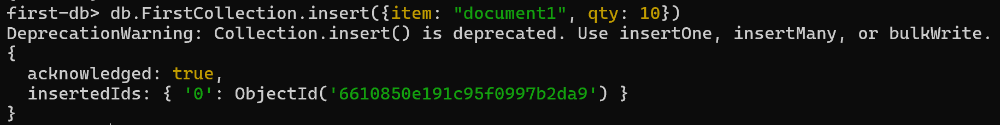 first-db> db.FirstCollection.insert({item: "document1", qty: 10})
DeprecationWarning: Collection.insert() is deprecated. Use insertOne, insertMany, or bulkWrite.
{
  acknowledged: true,
  insertedIds: { '0': ObjectId('6610850e191c95f0997b2da9') }
}